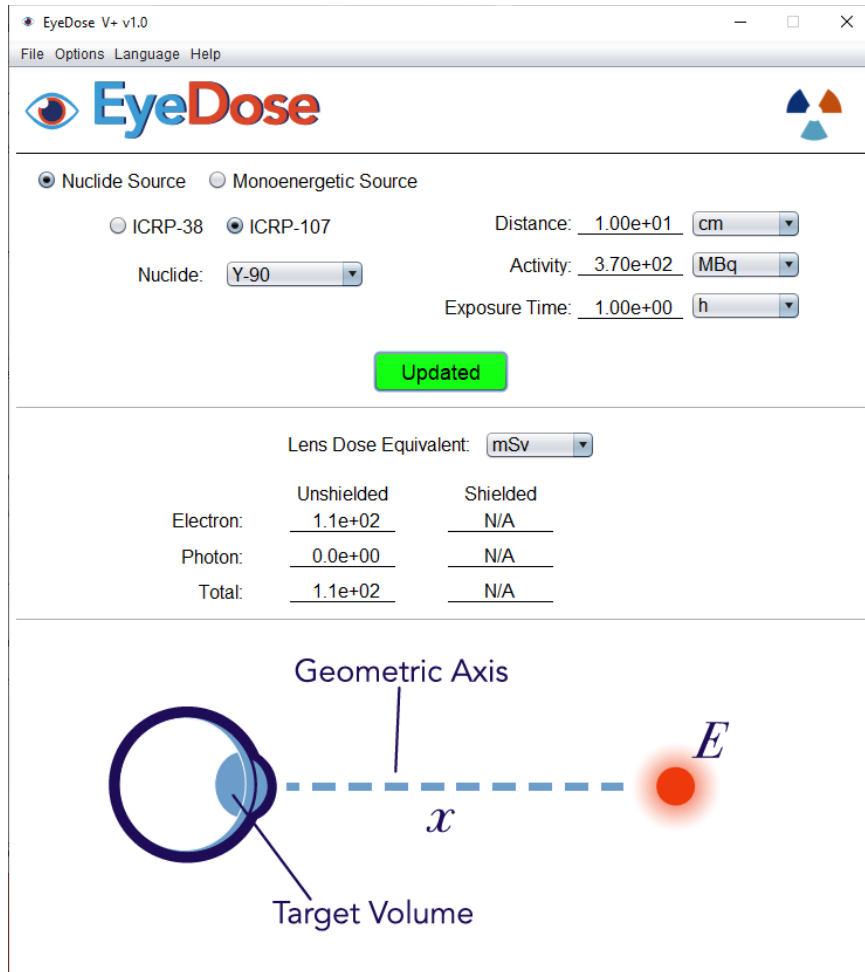 EyeDose V+ v1.0
File Options Language Help
EyeDose
Nuclide Source Monoenergetic Source
ICRP-38 ICRP-107
Distance: 1.00e+01 cm
Nuclide: Y-90
Activity: 3.70e+02 MBq
Exposure Time: 1.00e+00 h
Updated
Lens Dose Equivalent: mSv
Unshielded Shielded
Electron: 1.1e+02 N/A
Photon: 0.0e+00 N/A
Total: 1.1e+02 N/A
Geometric Axis
E
x
Target Volume